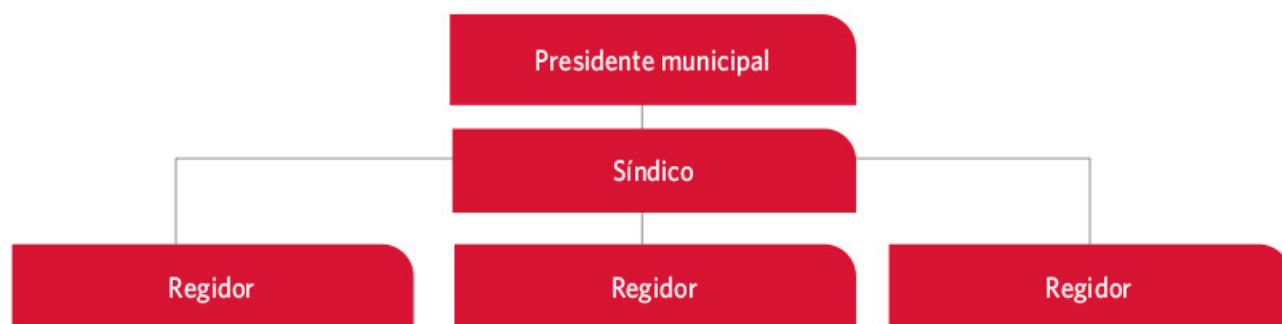 Presidente municipal
Síndico
Regidor
Regidor
Regidor